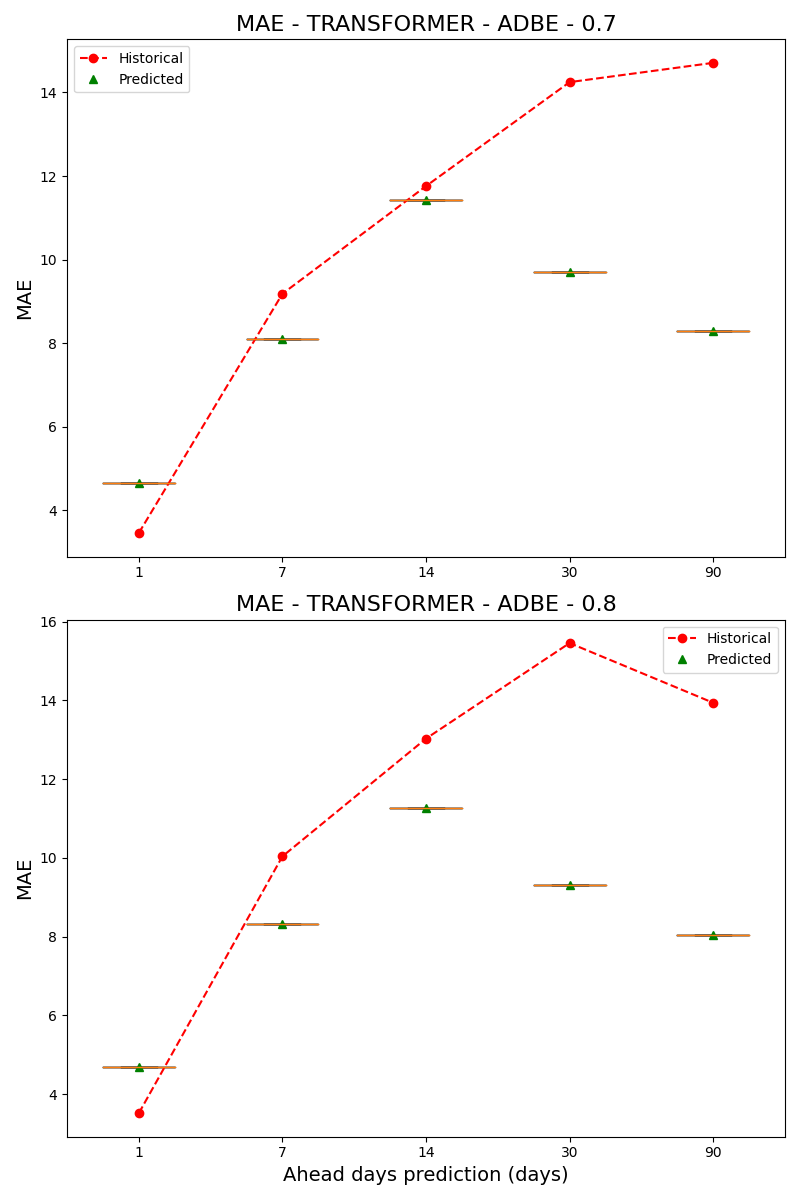 MAE - TRANSFORMER - ADBE - 0.7
Historical
Predicted
MAE
14
12
10
8
6
4
1 7 14 30 90
MAE - TRANSFORMER - ADBE - 0.8
Historical
Predicted
MAE
16
14
12
10
8
6
4
1 7 14 30 90
Ahead days prediction (days)